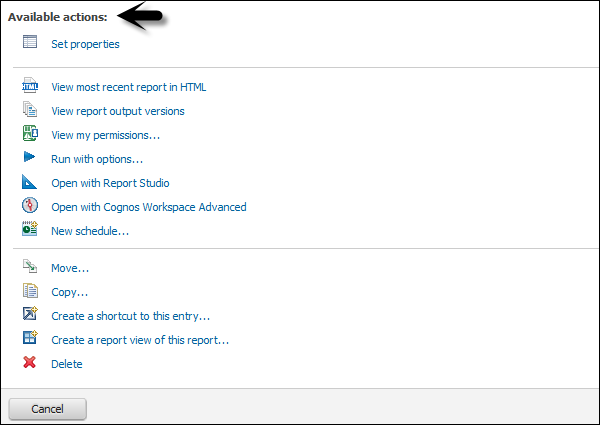 Available actions:
Set properties
HTML
View most recent report in HTML
View report output versions
View my permissions...
Run with options...
Open with Report Studio
Open with Cognos Workspace Advanced
New schedule...
Move...
Copy...
Create a shortcut to this entry...
Create a report view of this report...
Delete
Cancel